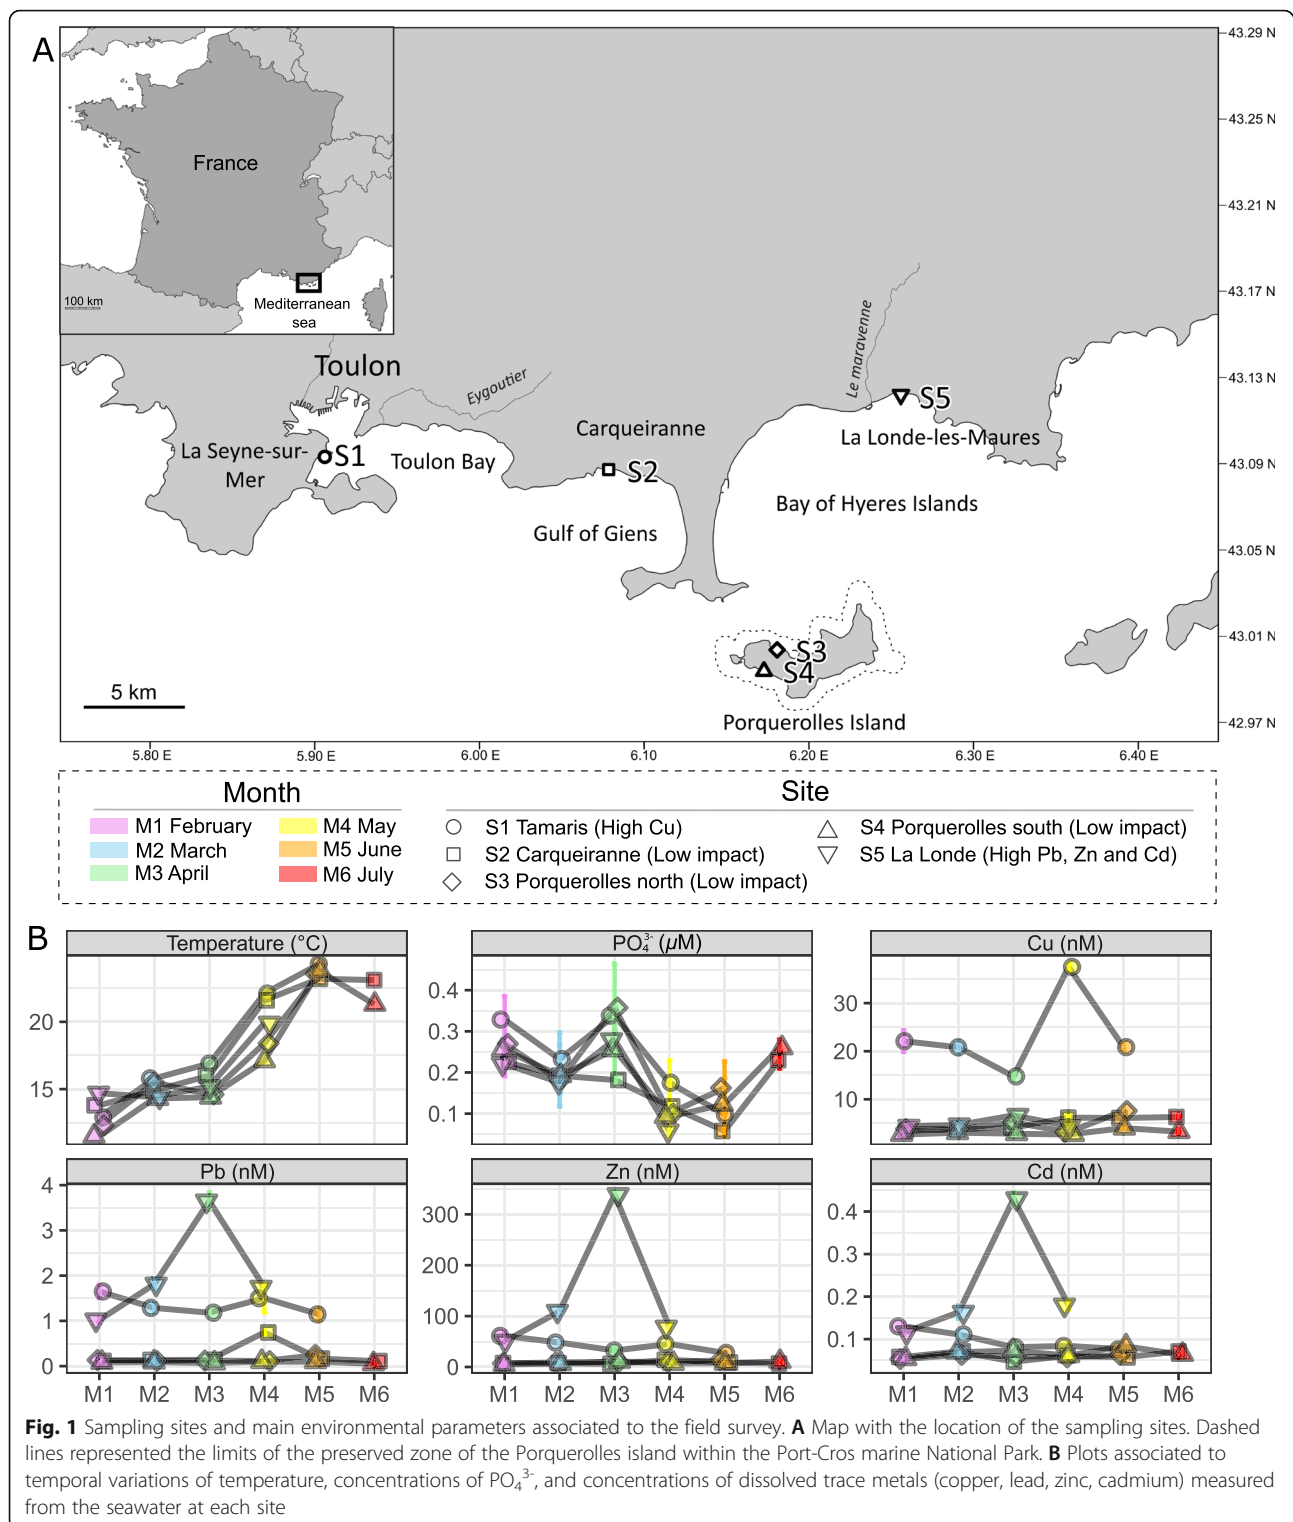 A
France
100 km
Mediterranean
sea
43.29 N
43.25 N
43.21 N
43.17 N
43.13 N
43.09 N
43.05 N
43.01 N
42.97 N
Toulon
Eygoutier
Le maravenne
S5
La Londe-les-Maures
Carqueiranne
La Seyne-sur-
Mer
S1
Toulon Bay
S2
Bay of Hyeres Islands
Gulf of Giens
S3
S4
Porquerolles Island
5 km
5.80 E
5.90 E
6.00 E
6.10 E
6.20 E
6.30 E
6.40 E
Month
M1 February
M2 March
M3 April
M4 May
M5 June
M6 July
Site
S1 Tamaris (High Cu)
S2 Carqueiranne (Low impact)
S3 Porquerolles north (Low impact)
S4 Porquerolles south (Low impact)
S5 La Londe (High Pb, Zn and Cd)
B
Temperature (°C)
20
15
PO₄³⁻ (µM)
0.4
0.3
0.2
0.1
Cu (nM)
30
20
10
Pb (nM)
4
3
2
1
0
M1 M2 M3 M4 M5 M6
Zn (nM)
300
200
100
0
M1 M2 M3 M4 M5 M6
Cd (nM)
0.4
0.3
0.2
0.1
M1 M2 M3 M4 M5 M6
Fig. 1 Sampling sites and main environmental parameters associated to the field survey. A Map with the location of the sampling sites. Dashed
lines represented the limits of the preserved zone of the Porquerolles island within the Port-Cros marine National Park. B Plots associated to
temporal variations of temperature, concentrations of PO₄³⁻, and concentrations of dissolved trace metals (copper, lead, zinc, cadmium) measured
from the seawater at each site